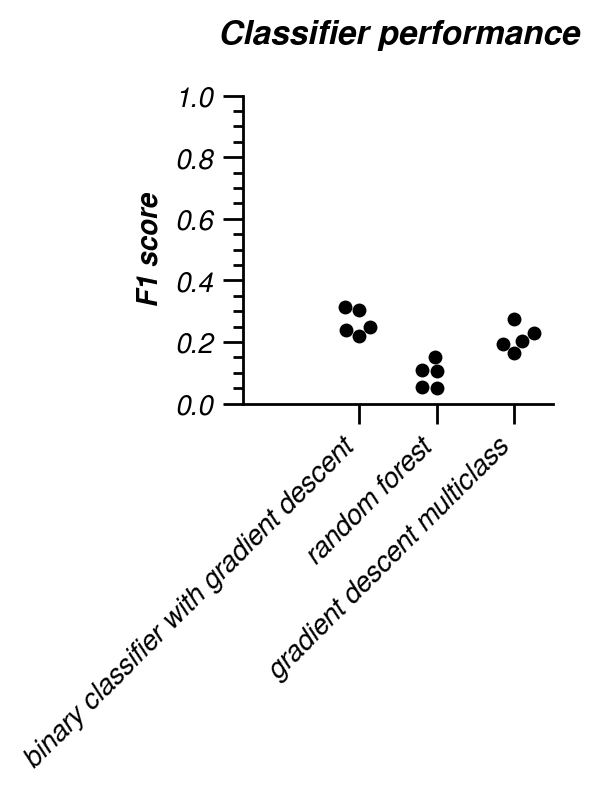 Classifier performance
F1 score
1.0
0.8
0.6
0.4
0.2
0.0
binary classifier with gradient descent
random forest
gradient descent multiclass